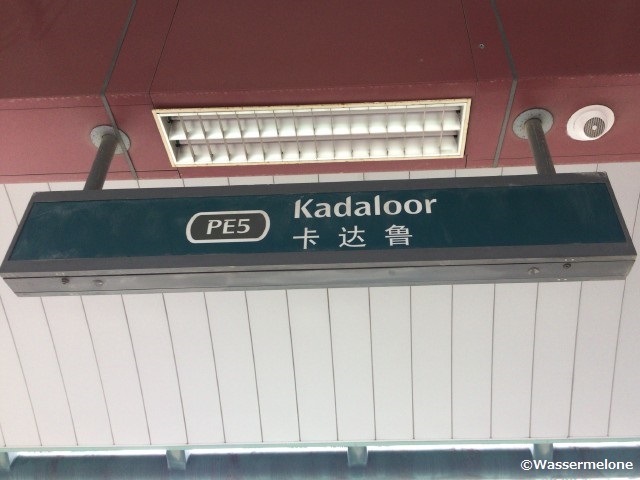 PE5
Kadaloor
卡达鲁
©Wassermelone